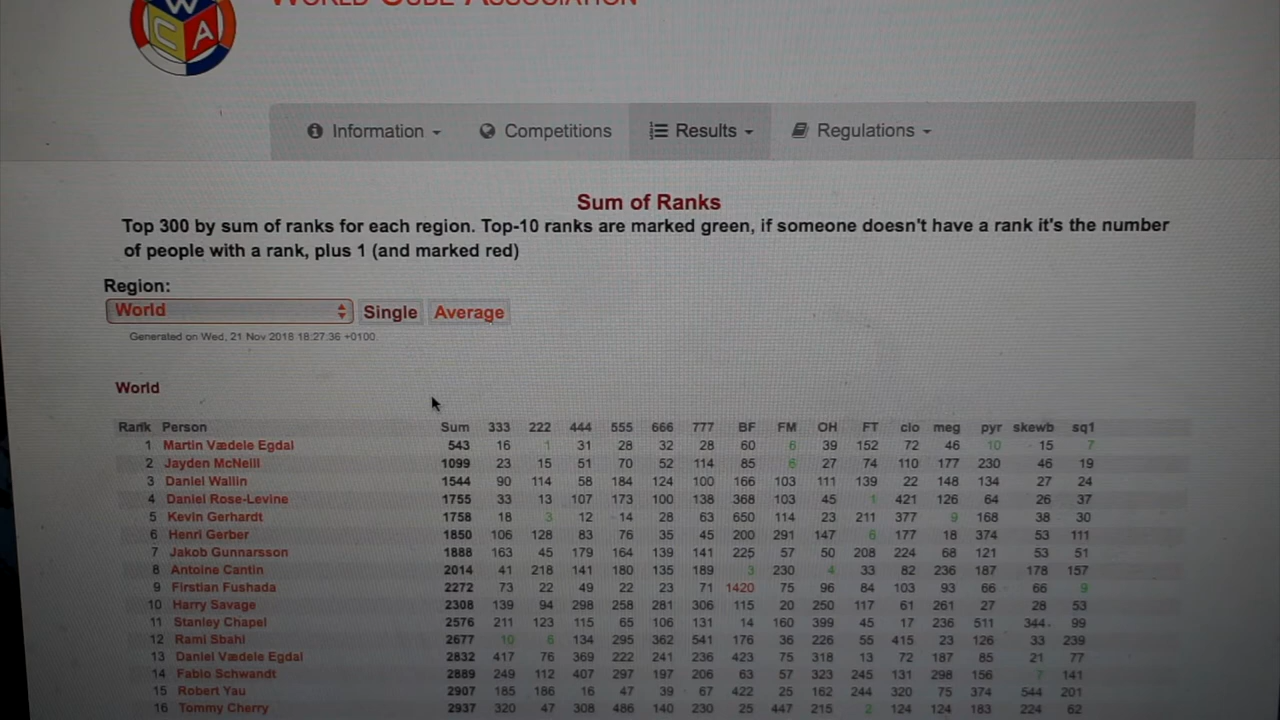 WORLD CUBE ASSOCIATION
W
C A
Information
Competitions
Results
Regulations
Sum of Ranks
Top 300 by sum of ranks for each region. Top-10 ranks are marked green, if someone doesn't have a rank it's the number
of people with a rank, plus 1 (and marked red)
Region:
World Single Average
Generated on Wed, 21 Nov 2018 18:27:36 +0100
World
Rank Person Sum 333 222 444 555 666 777 BF FM OH FT clo meg pyr skewb sq1
1 Martin Vædele Egdal 543 16 1 31 28 32 28 60 6 39 152 72 46 10 15 7
2 Jayden McNeill 1099 23 15 51 70 52 114 85 6 27 74 110 177 230 46 19
3 Daniel Wallin 1544 90 114 58 184 124 100 166 103 111 139 22 148 134 27 24
4 Daniel Rose-Levine 1755 33 13 107 173 100 138 368 103 45 1 421 126 64 26 37
5 Kevin Gerhardt 1758 18 3 12 14 28 63 650 114 23 211 377 9 168 38 30
6 Henri Gerber 1850 106 128 83 76 35 45 200 291 147 6 177 18 374 53 111
7 Jakob Gunnarsson 1888 163 45 179 164 139 141 225 57 50 208 224 68 121 53 51
8 Antoine Cantin 2014 41 218 141 180 135 189 3 230 4 33 82 236 187 178 157
9 Firstian Fushada 2272 73 22 49 22 23 71 1420 75 96 84 103 93 66 66 9
10 Harry Savage 2308 139 94 298 258 281 306 115 20 250 117 61 261 27 28 53
11 Stanley Chapel 2576 211 123 115 65 106 131 14 160 399 45 17 236 511 344 99
12 Rami Sbahi 2677 10 6 134 295 362 541 176 36 226 55 415 23 126 33 239
13 Daniel Vædele Egdal 2832 417 76 369 222 241 236 423 75 318 13 72 187 85 21 77
14 Fabio Schwandt 2889 249 112 407 297 197 206 63 57 323 245 131 298 156 7 141
15 Robert Yau 2907 185 186 16 47 39 67 422 25 162 244 320 75 374 544 201
16 Tommy Cherry 2937 320 47 308 486 140 230 25 447 215 2 124 124 183 224 62